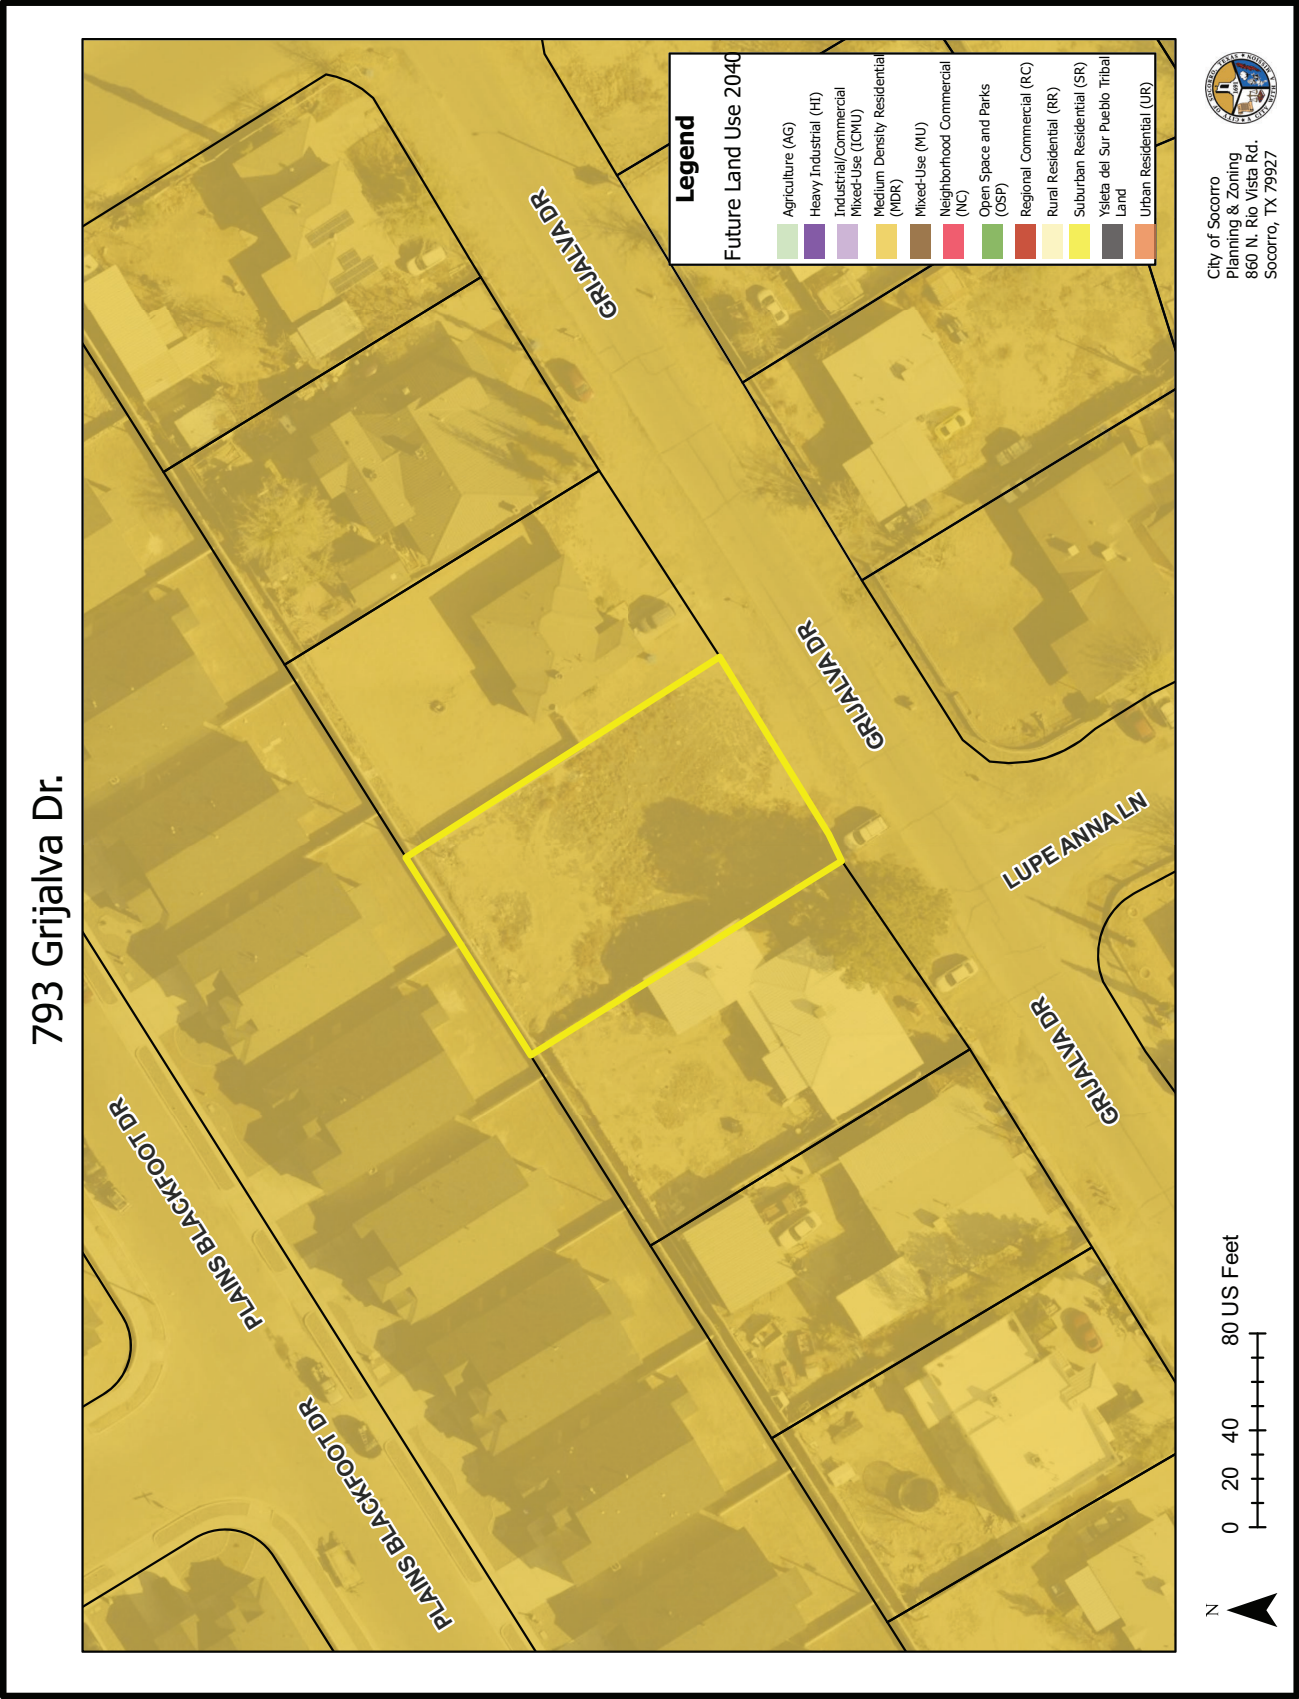 793 Grijalva Dr.
PLAINS BLACKFOOT DR
PLAINS BLACKFOOT DR
GRIJALVA DR
GRIJALVA DR
GRIJALVA DR
LUPE ANNA LN
Legend
Future Land Use 2040
Agriculture (AG)
Heavy Industrial (HI)
Industrial/Commercial
Mixed-Use (ICMU)
Medium Density Residential
(MDR)
Mixed-Use (MU)
Neighborhood Commercial
(NC)
Open Space and Parks
(OSP)
Regional Commercial (RC)
Rural Residential (RR)
Suburban Residential (SR)
Ysleta del Sur Pueblo Tribal
Land
Urban Residential (UR)
N
0 20 40 80 US Feet
City of Socorro
Planning & Zoning
860 N. Rio Vista Rd.
Socorro, TX 79927